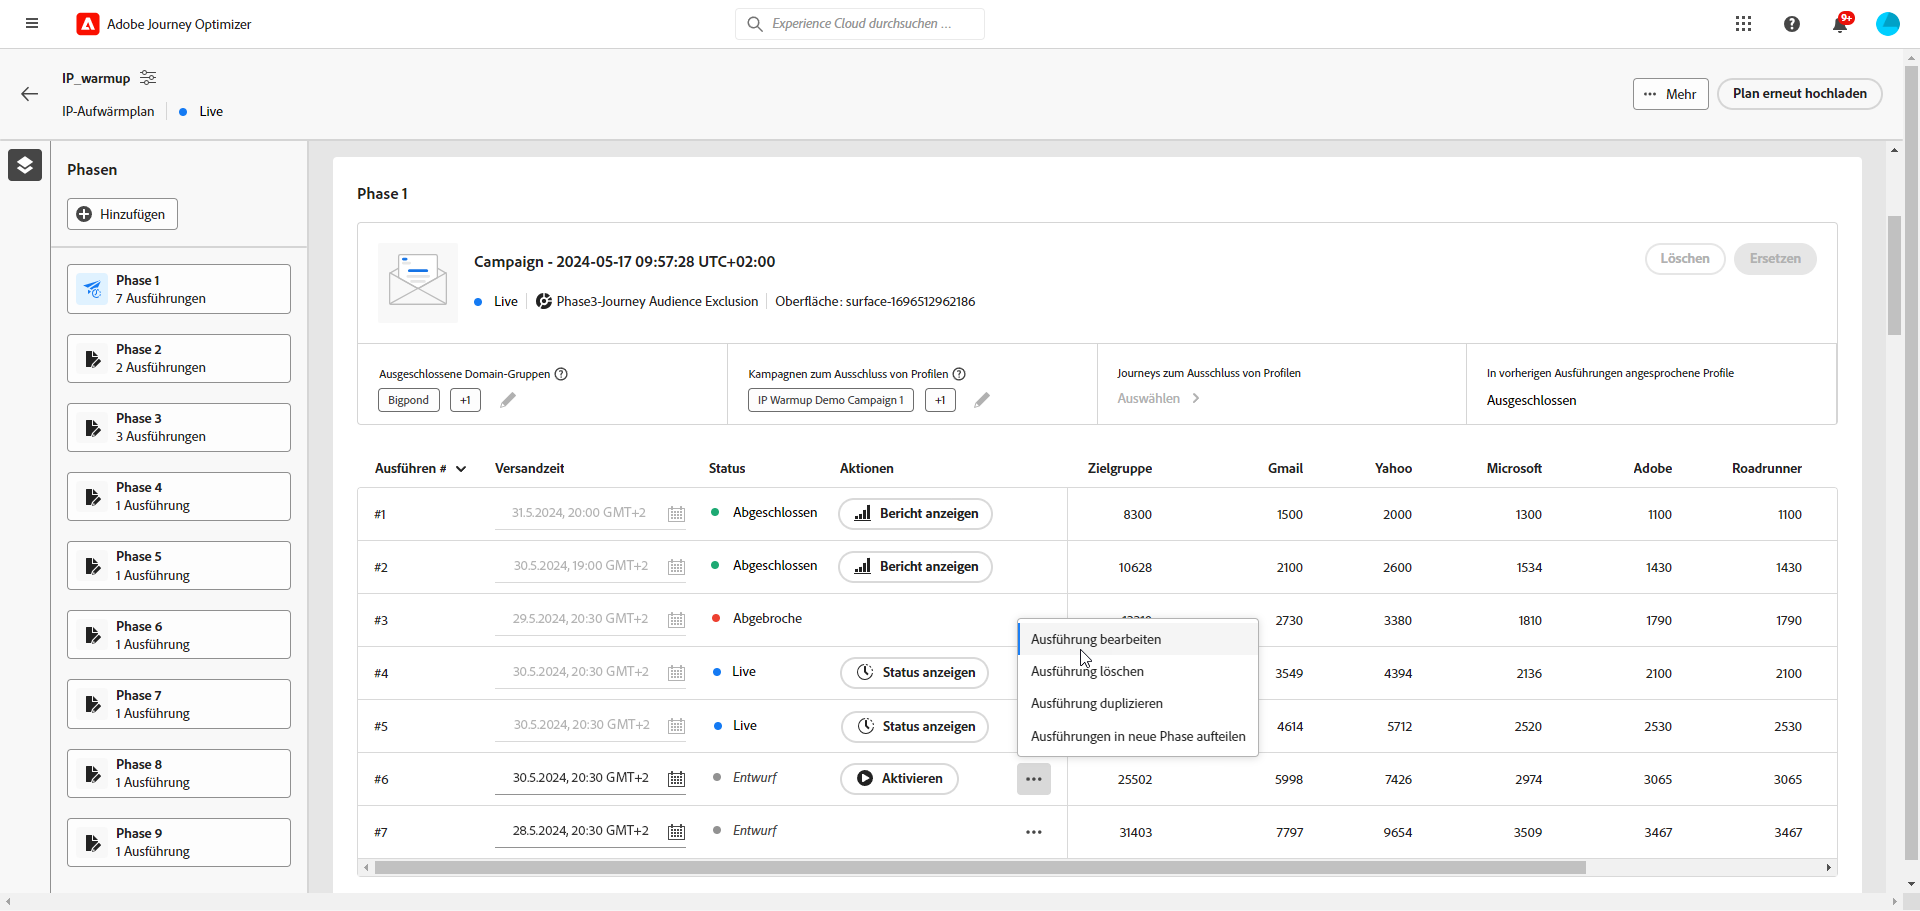 Adobe Journey Optimizer
Experience Cloud durchsuchen ...
9+
IP_warmup
IP-Aufwärmplan
Live
Mehr
Plan erneut hochladen
Phasen
Hinzufügen
Phase 1
7 Ausführungen
Phase 2
2 Ausführungen
Phase 3
3 Ausführungen
Phase 4
1 Ausführung
Phase 5
1 Ausführung
Phase 6
1 Ausführung
Phase 7
1 Ausführung
Phase 8
1 Ausführung
Phase 9
1 Ausführung
Phase 1
Campaign - 2024-05-17 09:57:28 UTC+02:00
Live Phase3-Journey Audience Exclusion Oberfläche: surface-1696512962186
Löschen Ersetzen
Ausgeschlossene Domain-Gruppen
Bigpond +1
Kampagnen zum Ausschluss von Profilen
IP Warmup Demo Campaign 1 +1
Journeys zum Ausschluss von Profilen
Auswählen
In vorherigen Ausführungen angesprochene Profile
Ausgeschlossen
Ausführen # Versandzeit Status Aktionen Zielgruppe Gmail Yahoo Microsoft Adobe Roadrunner
#1 31.5.2024, 20:00 GMT+2 Abgeschlossen Bericht anzeigen 8300 1500 2000 1300 1100 1100
#2 30.5.2024, 19:00 GMT+2 Abgeschlossen Bericht anzeigen 10628 2100 2600 1534 1430 1430
#3 29.5.2024, 20:30 GMT+2 Abgebroche 2730 3380 1810 1790 1790
#4 30.5.2024, 20:30 GMT+2 Live Status anzeigen 3549 4394 2136 2100 2100
#5 30.5.2024, 20:30 GMT+2 Live Status anzeigen 4614 5712 2520 2530 2530
#6 30.5.2024, 20:30 GMT+2 Entwurf Aktivieren 25502 5998 7426 2974 3065 3065
#7 28.5.2024, 20:30 GMT+2 Entwurf 31403 7797 9654 3509 3467 3467
Ausführung bearbeiten
Ausführung löschen
Ausführung duplizieren
Ausführungen in neue Phase aufteilen